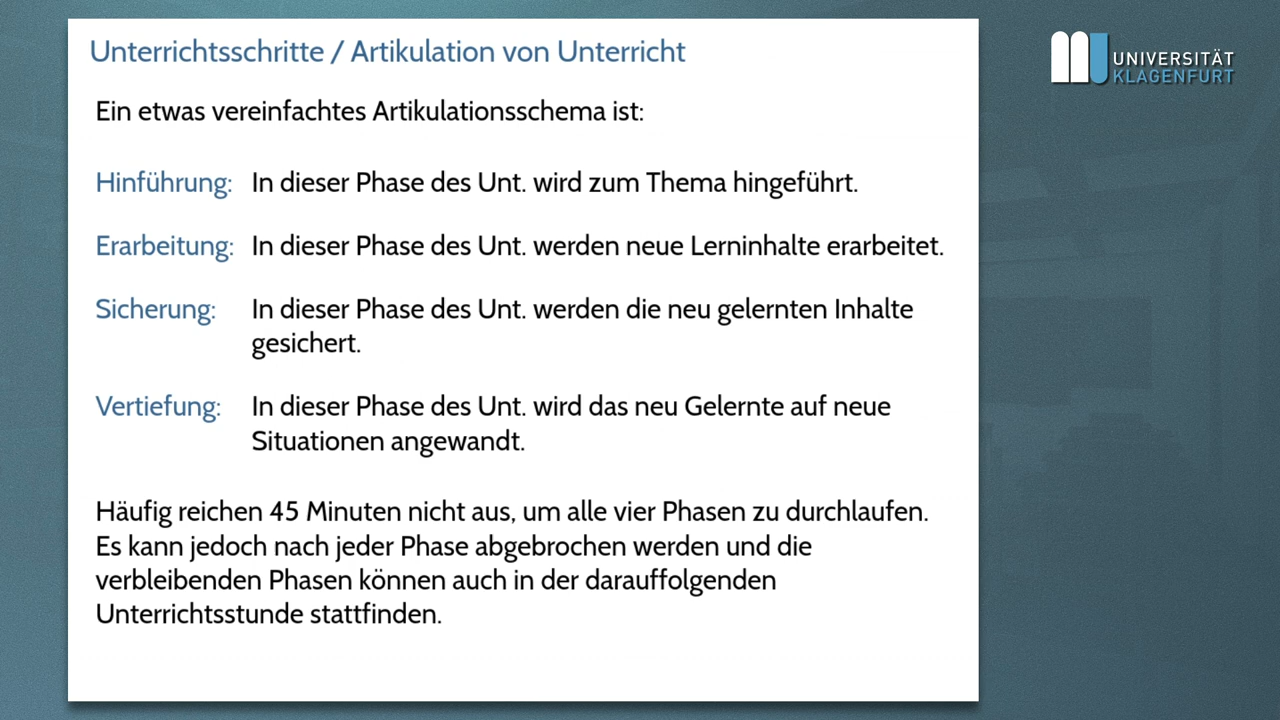 Unterrichtsschritte / Artikulation von Unterricht
UNIVERSITÄT
KLAGENFURT
Ein etwas vereinfachtes Artikulationsschema ist:
Hinführung: In dieser Phase des Unt. wird zum Thema hingeführt.
Erarbeitung: In dieser Phase des Unt. werden neue Lerninhalte erarbeitet.
Sicherung: In dieser Phase des Unt. werden die neu gelernten Inhalte
gesichert.
Vertiefung: In dieser Phase des Unt. wird das neu Gelernte auf neue
Situationen angewandt.
Häufig reichen 45 Minuten nicht aus, um alle vier Phasen zu durchlaufen.
Es kann jedoch nach jeder Phase abgebrochen werden und die
verbleibenden Phasen können auch in der darauffolgenden
Unterrichtsstunde stattfinden.